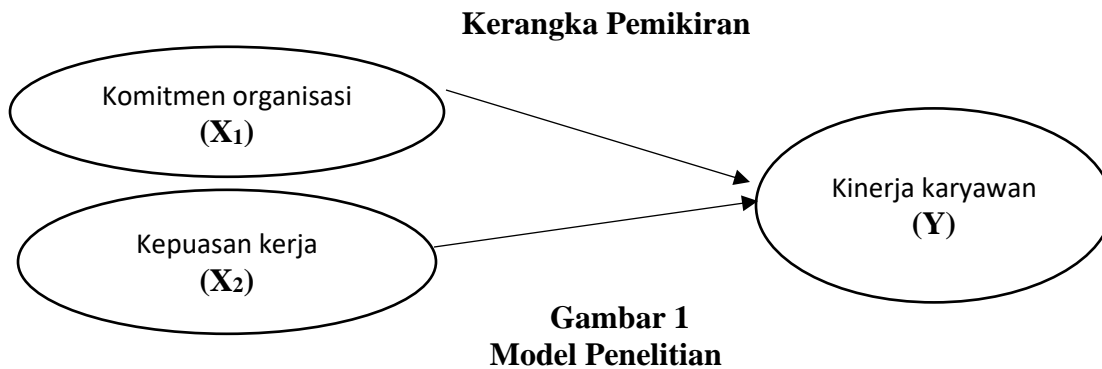 Kerangka Pemikiran
Komitmen organisasi
(X1)
Kepuasan kerja
(X2)
Kinerja karyawan
(Y)
Gambar 1
Model Penelitian